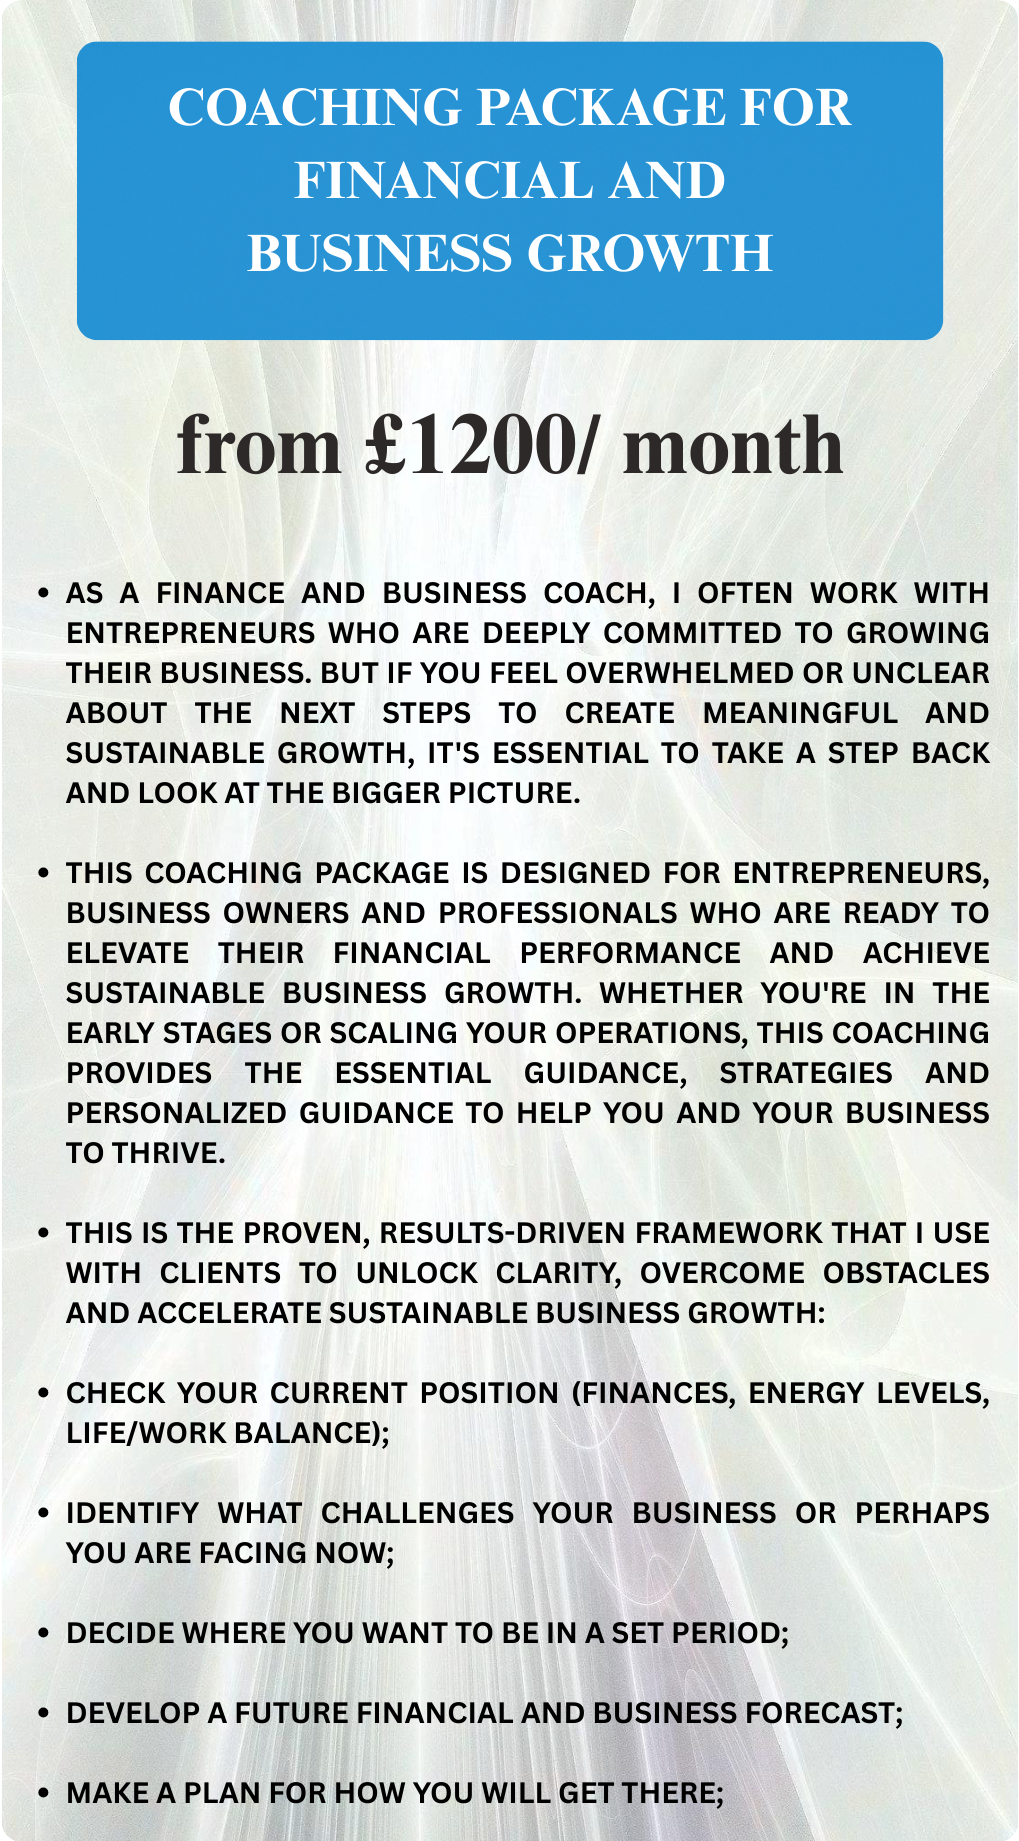 COACHING PACKAGE FOR
FINANCIAL AND
BUSINESS GROWTH
from £1200/ month
• AS A FINANCE AND BUSINESS COACH, I OFTEN WORK WITH
ENTREPRENEURS WHO ARE DEEPLY COMMITTED TO GROWING
THEIR BUSINESS. BUT IF YOU FEEL OVERWHELMED OR UNCLEAR
ABOUT THE NEXT STEPS TO CREATE MEANINGFUL AND
SUSTAINABLE GROWTH, IT'S ESSENTIAL TO TAKE A STEP BACK
AND LOOK AT THE BIGGER PICTURE.
• THIS COACHING PACKAGE IS DESIGNED FOR ENTREPRENEURS,
BUSINESS OWNERS AND PROFESSIONALS WHO ARE READY TO
ELEVATE THEIR FINANCIAL PERFORMANCE AND ACHIEVE
SUSTAINABLE BUSINESS GROWTH. WHETHER YOU'RE IN THE
EARLY STAGES OR SCALING YOUR OPERATIONS, THIS COACHING
PROVIDES THE ESSENTIAL GUIDANCE, STRATEGIES AND
PERSONALIZED GUIDANCE TO HELP YOU AND YOUR BUSINESS
TO THRIVE.
• THIS IS THE PROVEN, RESULTS-DRIVEN FRAMEWORK THAT I USE
WITH CLIENTS TO UNLOCK CLARITY, OVERCOME OBSTACLES
AND ACCELERATE SUSTAINABLE BUSINESS GROWTH:
• CHECK YOUR CURRENT POSITION (FINANCES, ENERGY LEVELS,
LIFE/WORK BALANCE);
• IDENTIFY WHAT CHALLENGES YOUR BUSINESS OR PERHAPS
YOU ARE FACING NOW;
• DECIDE WHERE YOU WANT TO BE IN A SET PERIOD;
• DEVELOP A FUTURE FINANCIAL AND BUSINESS FORECAST;
• MAKE A PLAN FOR HOW YOU WILL GET THERE;